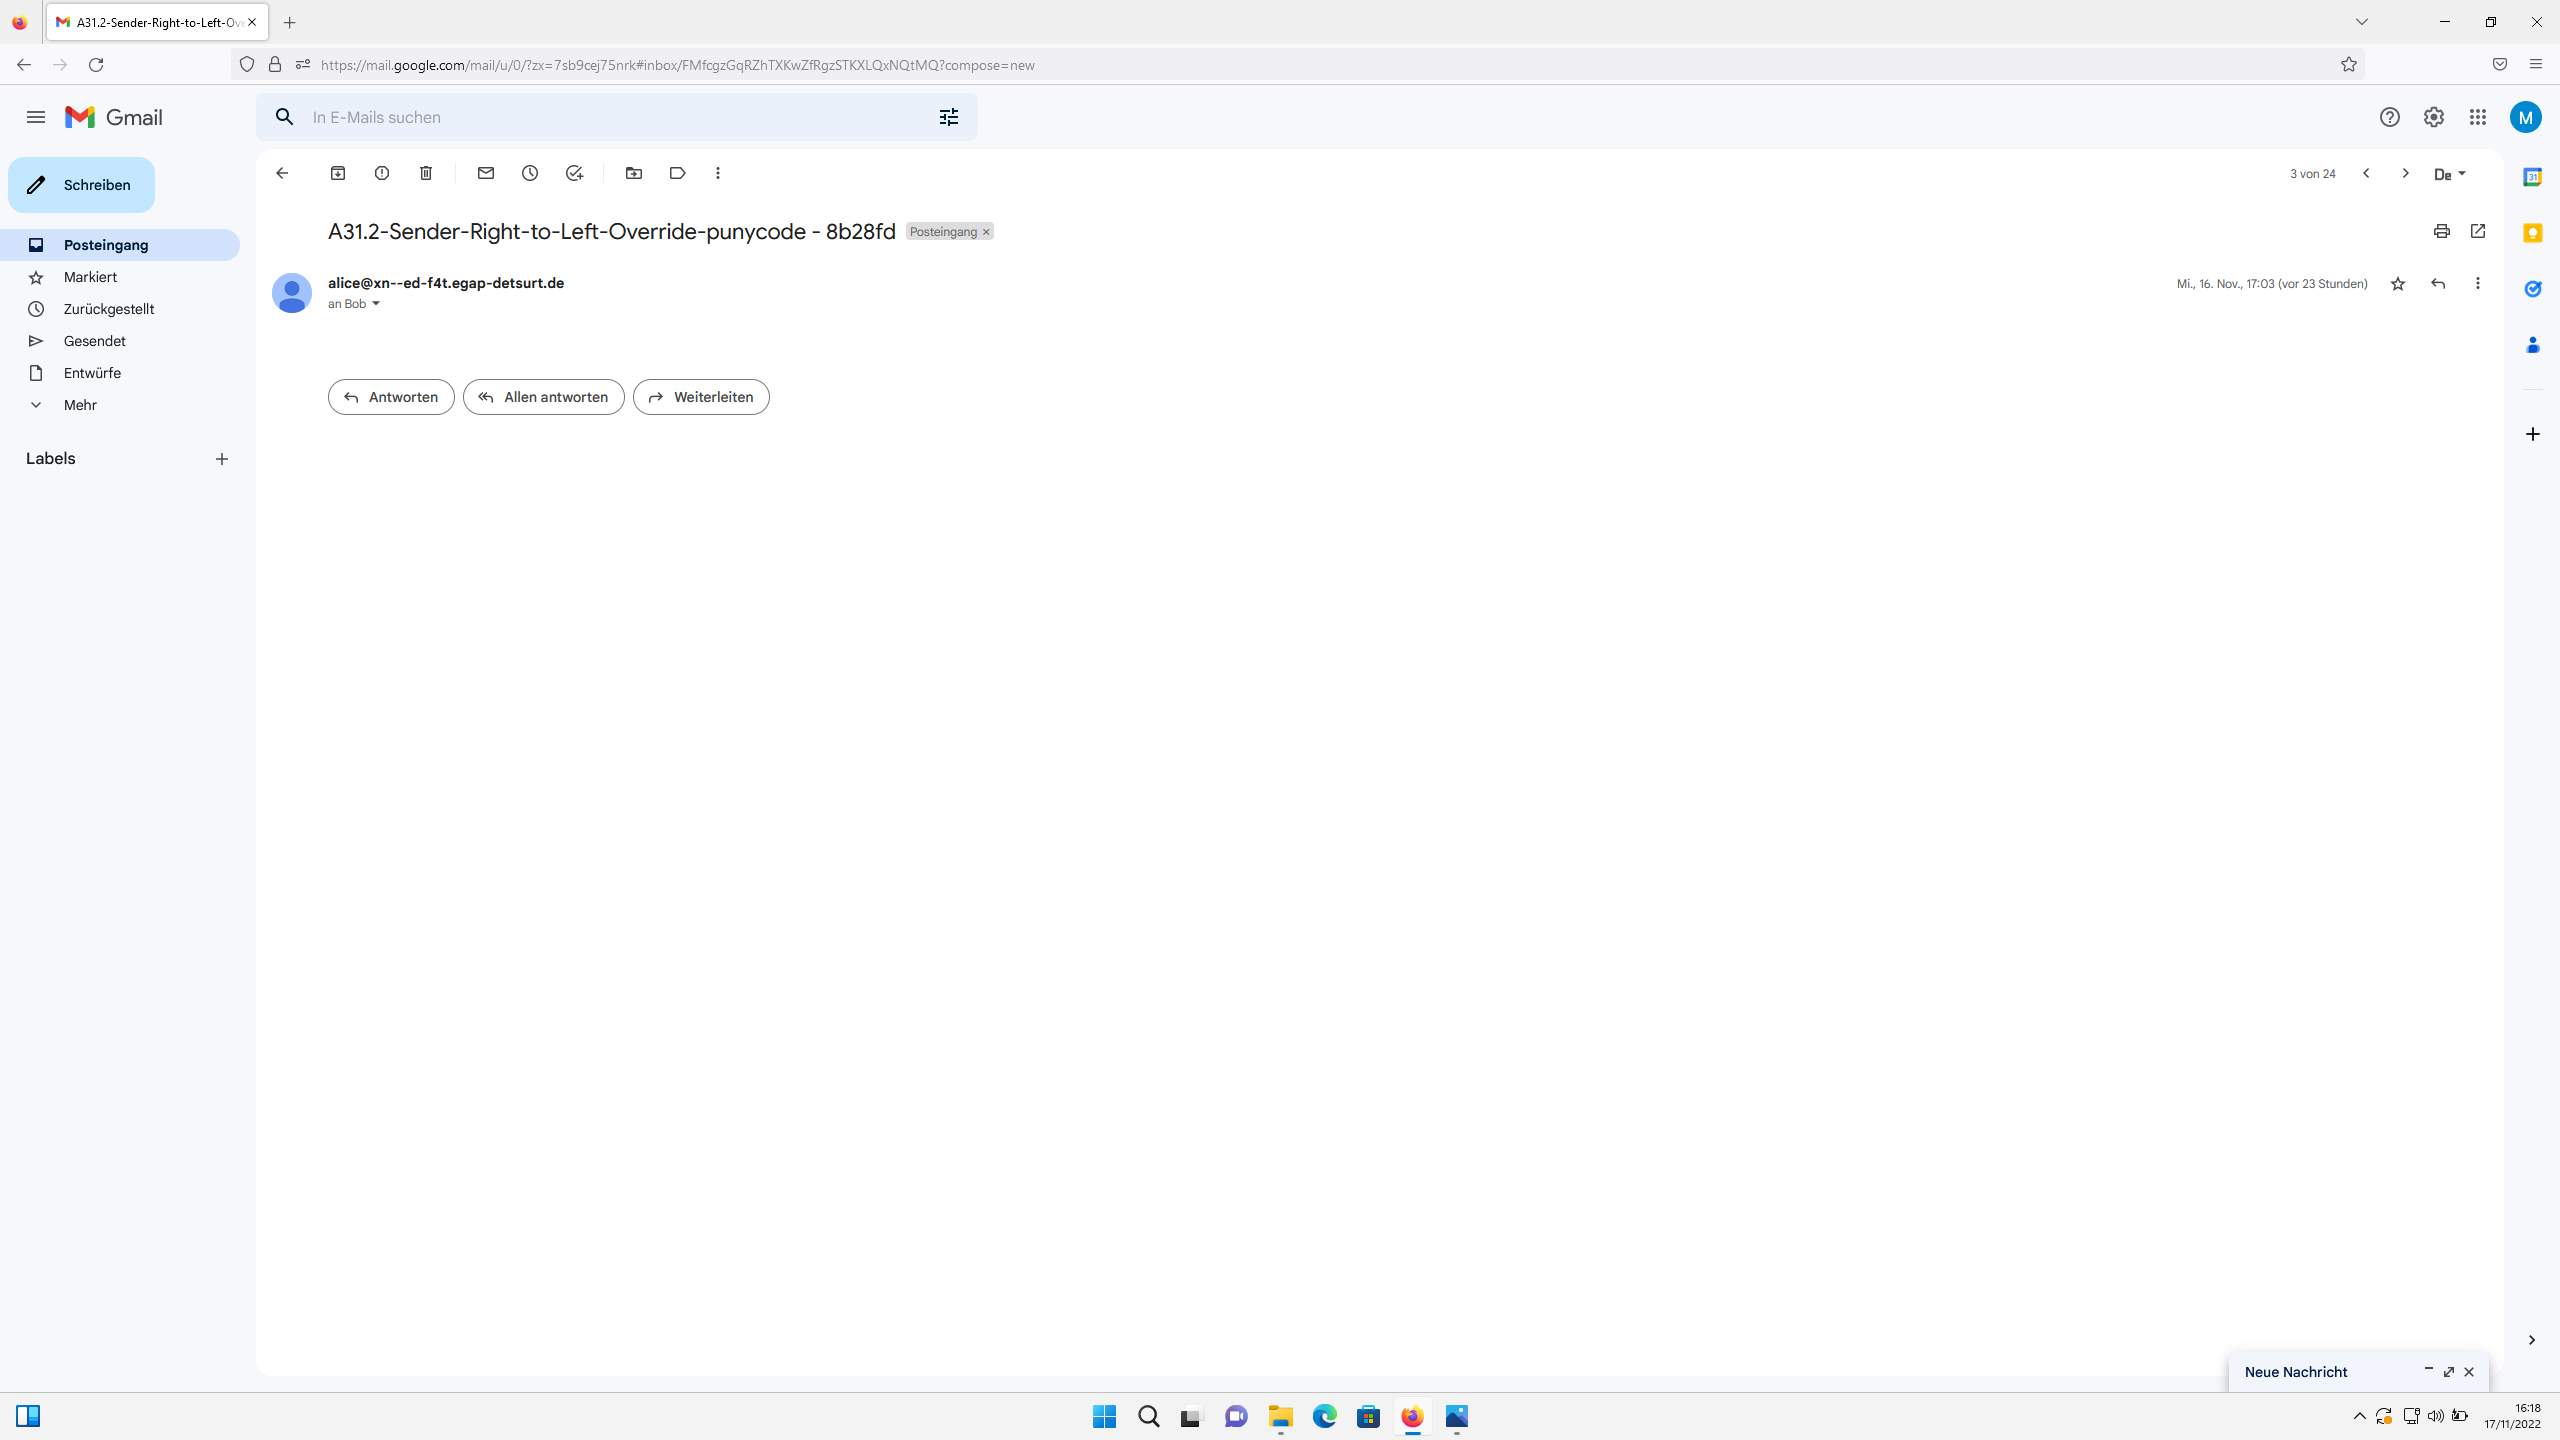 A31.2-Sender-Right-to-Left-Ov
https://mail.google.com/mail/u/0/?zx=7sb9cej75nrk#inbox/FMfcgzGqRZhTXKwZfRgzSTKXLQxNQtMQ?compose=new
Gmail
In E-Mails suchen
M
Schreiben
3 von 24
De
31
Posteingang
A31.2-Sender-Right-to-Left-Override-punycode - 8b28fd
Posteingang ×
Markiert
alice@xn--ed-f4t.egap-detsurt.de
Mi., 16. Nov., 17:03 (vor 23 Stunden)
an Bob
Zurückgestellt
Gesendet
Entwürfe
Mehr
Antworten
Allen antworten
Weiterleiten
Labels
Neue Nachricht
16:18
17/11/2022